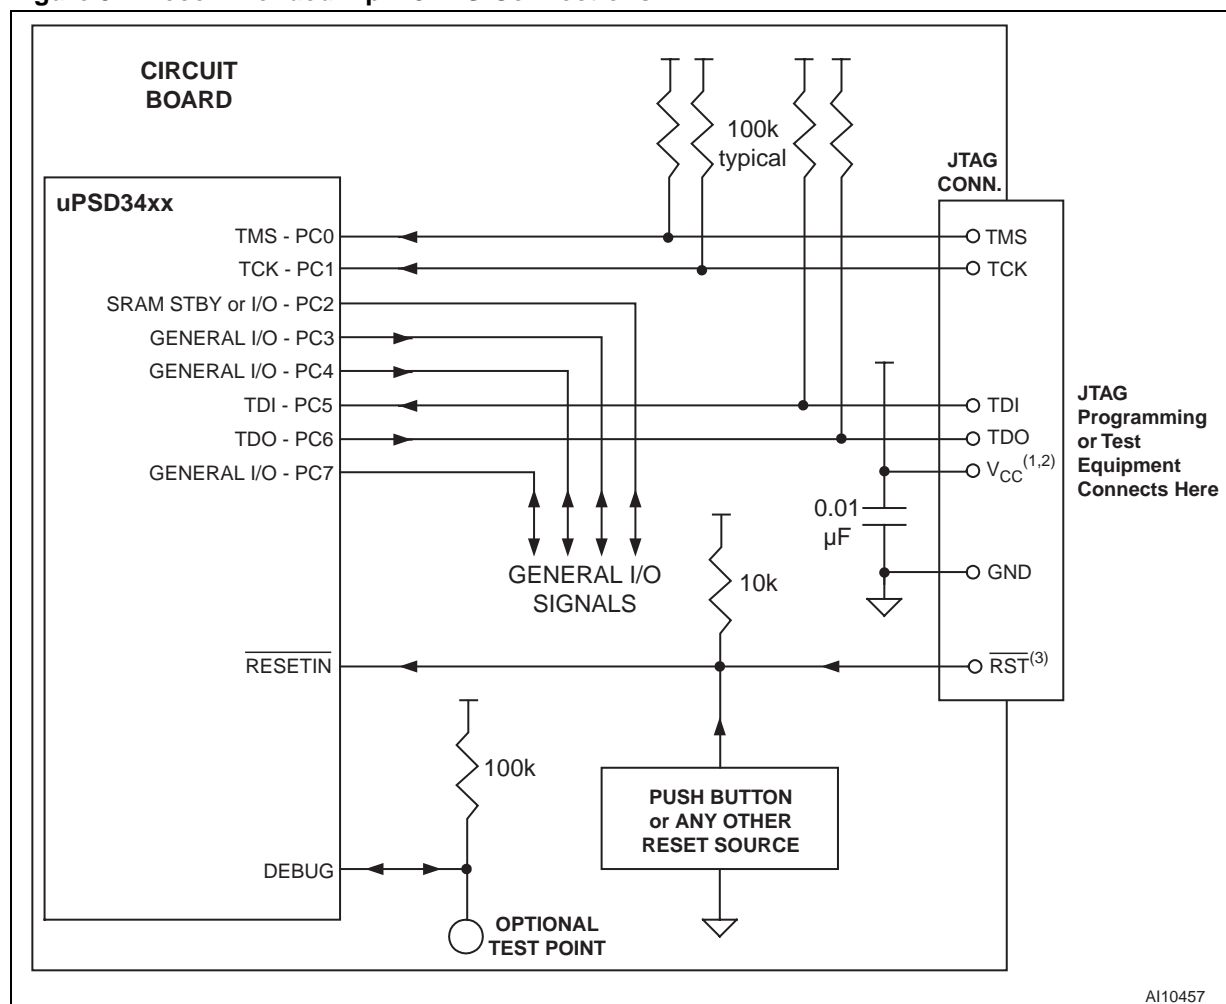 CIRCUIT
BOARD
100k
typical
JTAG
CONN.
uPSD34xx
TMS - PC0
TMS
TCK - PC1
TCK
SRAM STBY or I/O - PC2
GENERAL I/O - PC3
GENERAL I/O - PC4
TDI - PC5
TDI
TDO - PC6
TDO
GENERAL I/O - PC7
VCC(1,2)
JTAG
Programming
or Test
Equipment
Connects Here
0.01
µF
GENERAL I/O
SIGNALS
10k
GND
RESETIN
RST(3)
100k
PUSH BUTTON
or ANY OTHER
RESET SOURCE
DEBUG
OPTIONAL
TEST POINT
AI10457